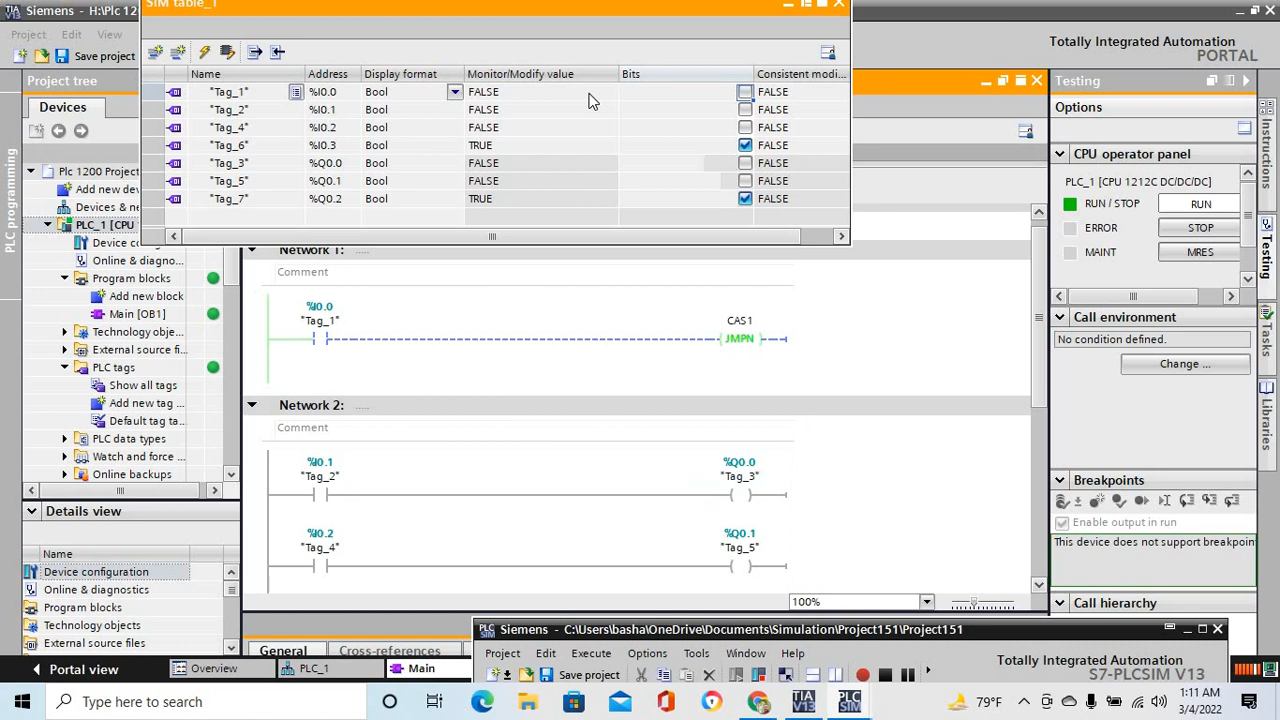 Siemens - H:\Plc 12
SIM table_1
Project Edit View
Save project
Totally Integrated Automation
PORTAL
Name Address Display format Monitor/Modify value Bits Consistent modi...
"Tag_1" %I0.0 Bool FALSE FALSE
"Tag_2" %I0.1 Bool FALSE FALSE
"Tag_4" %I0.2 Bool FALSE FALSE
"Tag_6" %I0.3 Bool TRUE FALSE
"Tag_3" %Q0.0 Bool FALSE FALSE
"Tag_5" %Q0.1 Bool FALSE FALSE
"Tag_7" %Q0.2 Bool TRUE FALSE
PLC programming
Project tree
Devices
Plc 1200 Project
Add new dev
Devices & ne
PLC_1 [CPU
Device co
Online & diagno...
Program blocks
Add new block
Main [OB1]
Technology obje...
External source fi...
PLC tags
Show all tags
Add new tag ...
Default tag ta...
PLC data types
Watch and force ...
Online backups
Details view
Name
Device configuration
Online & diagnostics
Program blocks
Technology objects
External source files
Network 1: .....
Comment
%I0.0
"Tag_1"
CAS1
JMPN
Network 2: .....
Comment
%I0.1 %Q0.0
"Tag_2" "Tag_3"
%I0.2 %Q0.1
"Tag_4" "Tag_5"
100%
General Cross-references
Testing
Options
CPU operator panel
PLC_1 [CPU 1212C DC/DC/DC]
RUN / STOP RUN
ERROR STOP
MAINT MRES
Call environment
No condition defined.
Change ...
Breakpoints
Enable output in run
This device does not support breakpoin
Call hierarchy
Instructions
Testing
Tasks
Libraries
Siemens - C:\Users\basha\OneDrive\Documents\Simulation\Project151\Project151
Project Edit Execute Options Tools Window Help
Save project
Totally Integrated Automation
S7-PLCSIM V13
Portal view Overview PLC_1 Main
Type here to search
TIA V13
PLC SIM
79°F
1:11 AM
3/4/2022